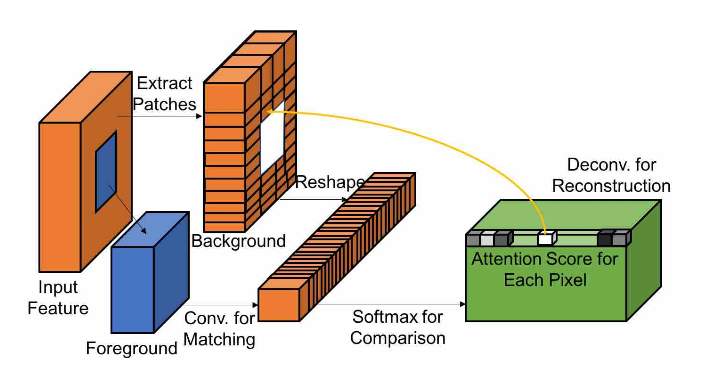 Extract
Patches
Deconv. for
Reconstruction
Reshape
Background
Input
Feature
Attention Score for
Each Pixel
Conv. for
Matching
Softmax for
Comparison
Foreground